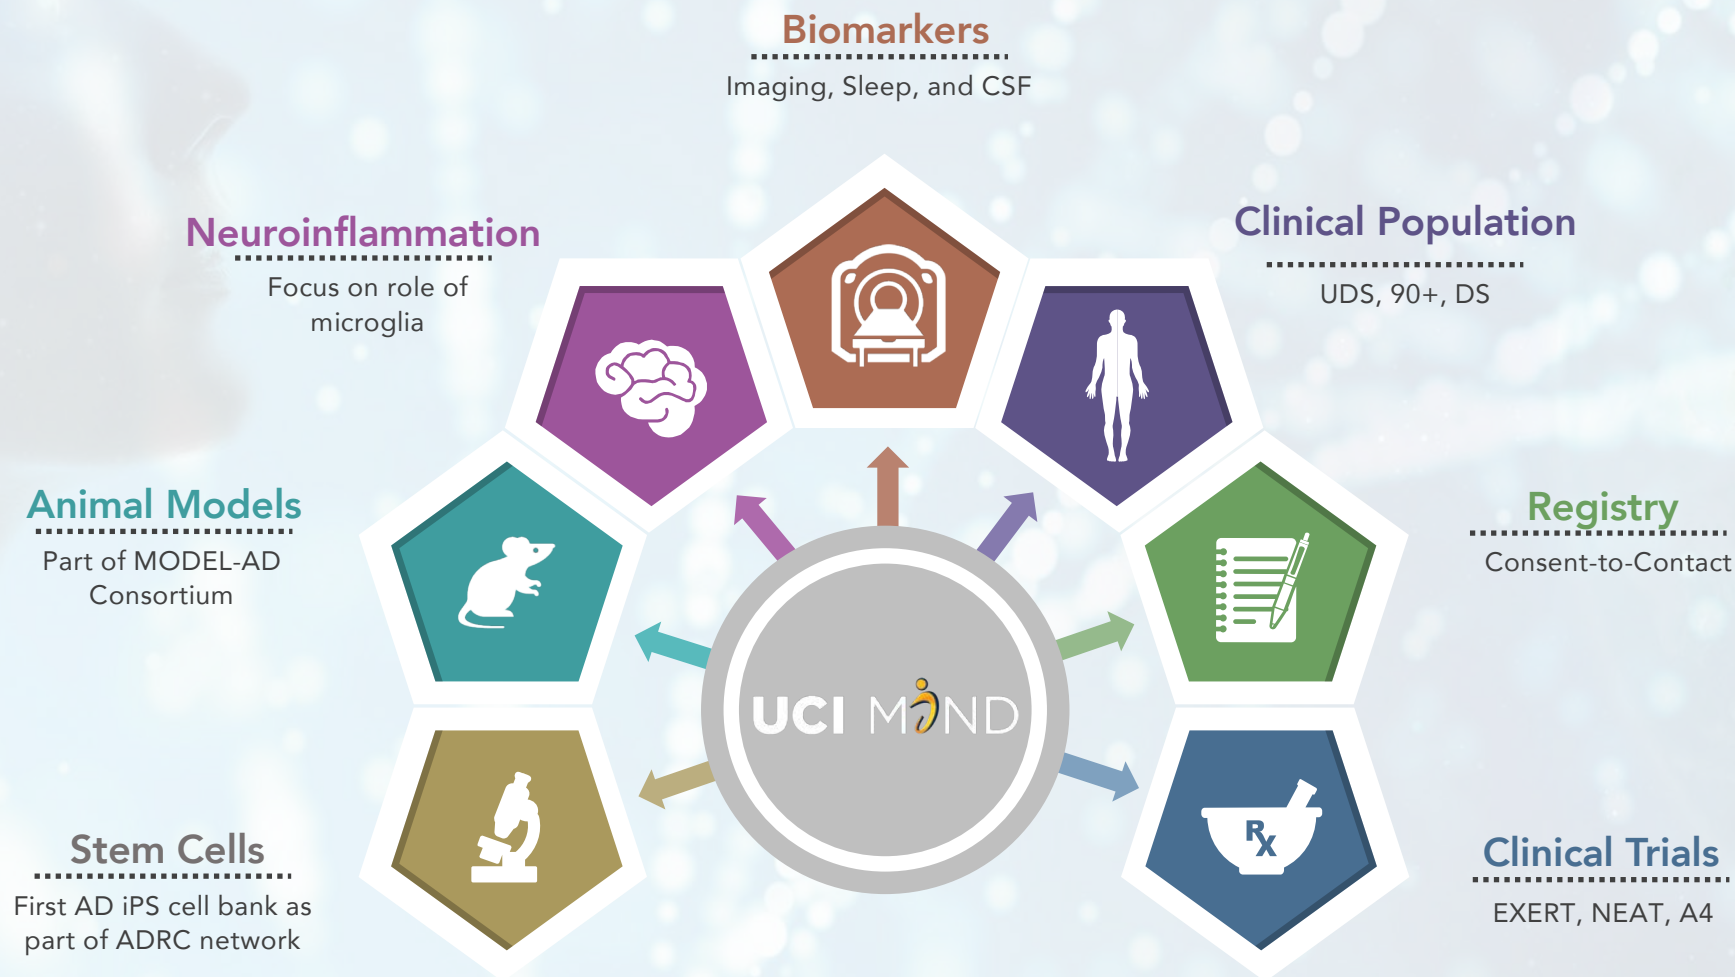 Biomarkers
Imaging, Sleep, and CSF
Neuroinflammation
Focus on role of
microglia
Clinical Population
UDS, 90+, DS
Animal Models
Part of MODEL-AD
Consortium
Registry
Consent-to-Contact
UCI MIND
Stem Cells
First AD iPS cell bank as
part of ADRC network
Rx
Clinical Trials
EXERT, NEAT, A4